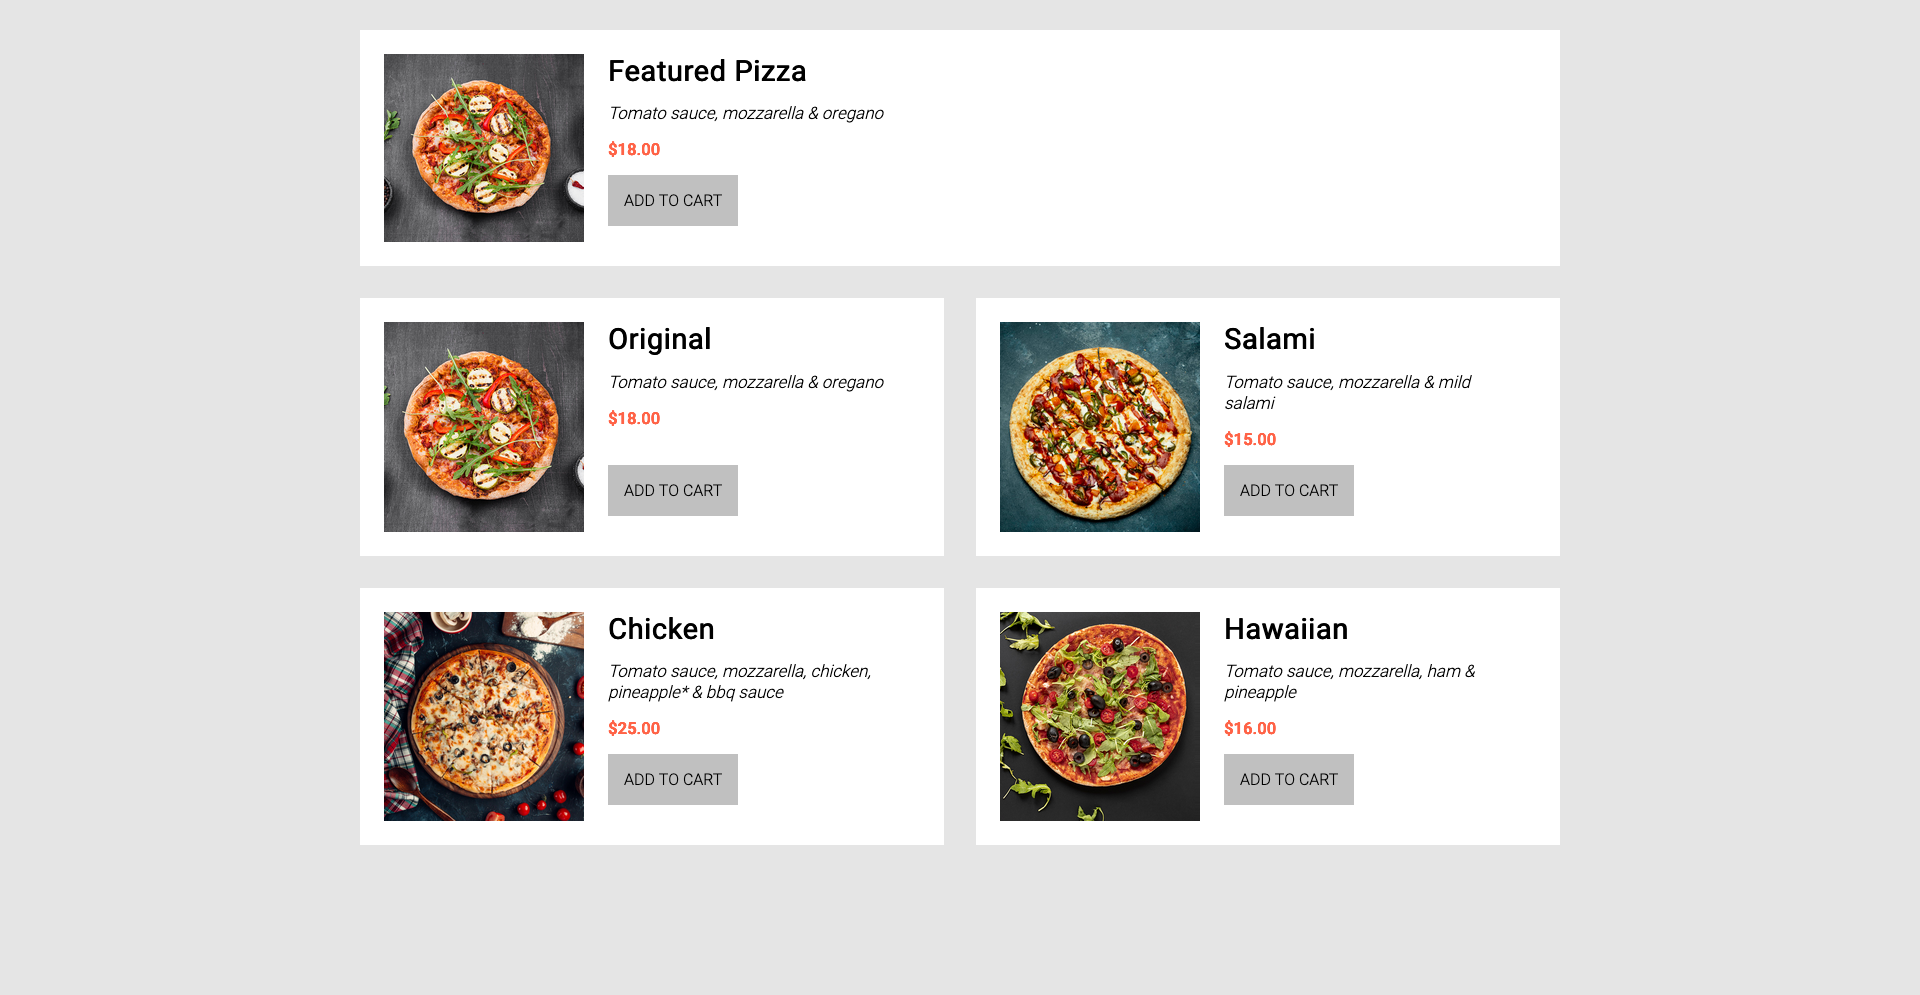 Featured Pizza
Tomato sauce, mozzarella & oregano
$18.00
ADD TO CART
Original
Tomato sauce, mozzarella & oregano
$18.00
ADD TO CART
Salami
Tomato sauce, mozzarella & mild
salami
$15.00
ADD TO CART
Chicken
Tomato sauce, mozzarella, chicken,
pineapple* & bbq sauce
$25.00
ADD TO CART
Hawaiian
Tomato sauce, mozzarella, ham &
pineapple
$16.00
ADD TO CART